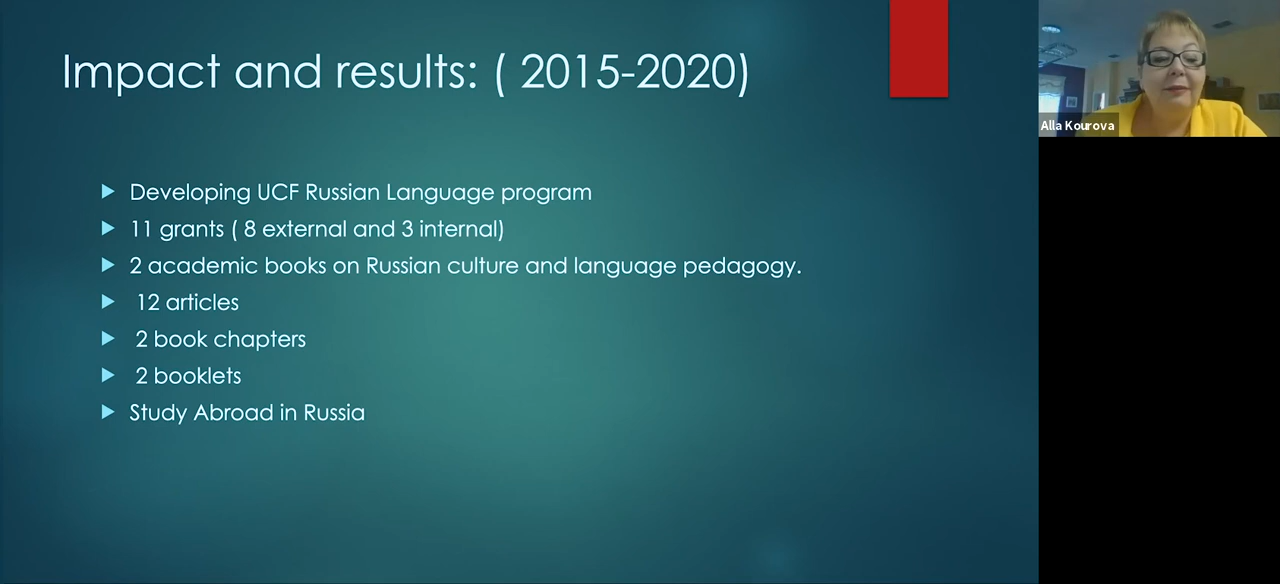 Impact and results: ( 2015-2020)
Developing UCF Russian Language program
11 grants ( 8 external and 3 internal)
2 academic books on Russian culture and language pedagogy.
12 articles
2 book chapters
2 booklets
Study Abroad in Russia
Alla Kourova